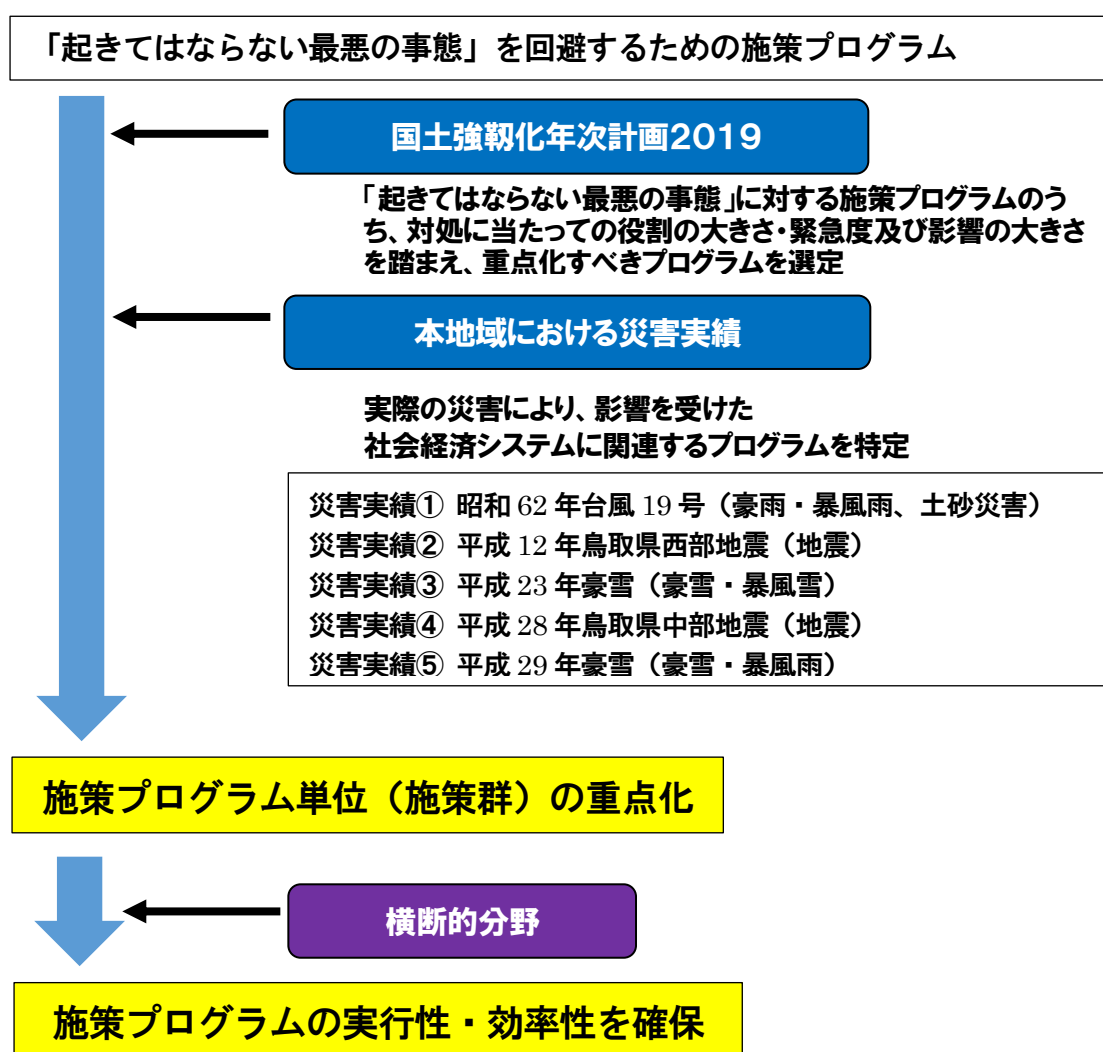 「起きてはならない最悪の事態」を回避するための施策プログラム
国土強靱化年次計画2019
「起きてはならない最悪の事態」に対する施策プログラムのう
ち、対処に当たっての役割の大きさ・緊急度及び影響の大きさ
を踏まえ、重点化すべきプログラムを選定
本地域における災害実績
実際の災害により、影響を受けた
社会経済システムに関連するプログラムを特定
災害実績① 昭和 62 年台風 19 号（豪雨・暴風雨、土砂災害）
災害実績② 平成 12 年鳥取県西部地震（地震）
災害実績③ 平成 23 年豪雪（豪雪・暴風雪）
災害実績④ 平成 28 年鳥取県中部地震（地震）
災害実績⑤ 平成 29 年豪雪（豪雪・暴風雨）
施策プログラム単位（施策群）の重点化
横断的分野
施策プログラムの実行性・効率性を確保